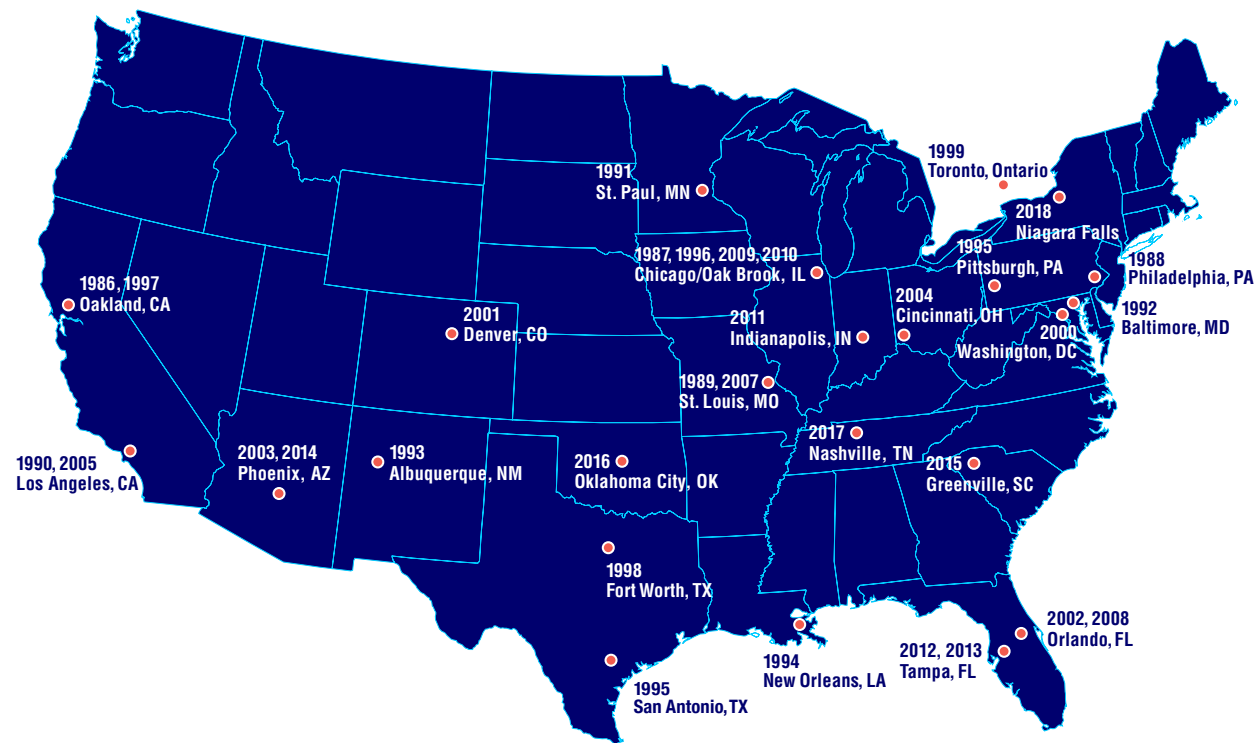 1999
Toronto, Ontario
1991
St. Paul, MN
2018
Niagara Falls
1995
Pittsburgh, PA
1987, 1996, 2009, 2010
Chicago/Oak Brook, IL
1988
Philadelphia, PA
1986, 1997
Oakland, CA
2004
Cincinnati, OH
1992
Baltimore, MD
2001
Denver, CO
2011
Indianapolis, IN
2000
Washington, DC
1989, 2007
St. Louis, MO
2017
Nashville, TN
1990, 2005
Los Angeles, CA
2003, 2014
Phoenix, AZ
1993
Albuquerque, NM
2016
Oklahoma City, OK
2015
Greenville, SC
1998
Fort Worth, TX
2002, 2008
Orlando, FL
2012, 2013
Tampa, FL
1994
New Orleans, LA
1995
San Antonio, TX